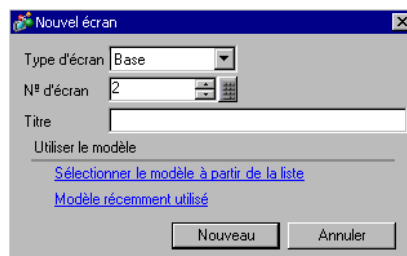 Nouvel écran
Type d'écran Base
Nº d'écran 2
Titre
Utiliser le modèle
Sélectionner le modèle à partir de la liste
Modèle récemment utilisé
Nouveau Annuler